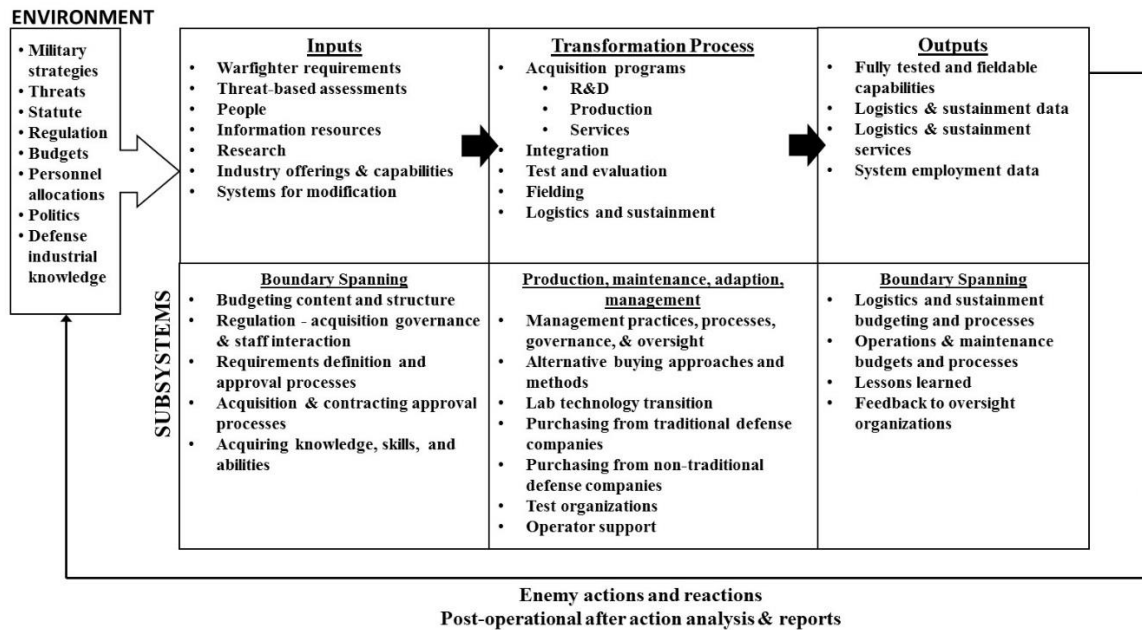 ENVIRONMENT
• Military
strategies
• Threats
• Statute
• Regulation
• Budgets
• Personnel
allocations
• Politics
• Defense
industrial
knowledge
Inputs
• Warfighter requirements
• Threat-based assessments
• People
• Information resources
• Research
• Industry offerings & capabilities
• Systems for modification
Transformation Process
• Acquisition programs
• R&D
• Production
• Services
• Integration
• Test and evaluation
• Fielding
• Logistics and sustainment
Outputs
• Fully tested and fieldable
capabilities
• Logistics & sustainment data
• Logistics & sustainment
services
• System employment data
SUBSYSTEMS
Boundary Spanning
• Budgeting content and structure
• Regulation - acquisition governance
& staff interaction
• Requirements definition and
approval processes
• Acquisition & contracting approval
processes
• Acquiring knowledge, skills, and
abilities
Production, maintenance, adaption,
management
• Management practices, processes,
governance, & oversight
• Alternative buying approaches and
methods
• Lab technology transition
• Purchasing from traditional defense
companies
• Purchasing from non-traditional
defense companies
• Test organizations
• Operator support
Boundary Spanning
• Logistics and sustainment
budgeting and processes
• Operations & maintenance
budgets and processes
• Lessons learned
• Feedback to oversight
organizations
Enemy actions and reactions
Post-operational after action analysis & reports